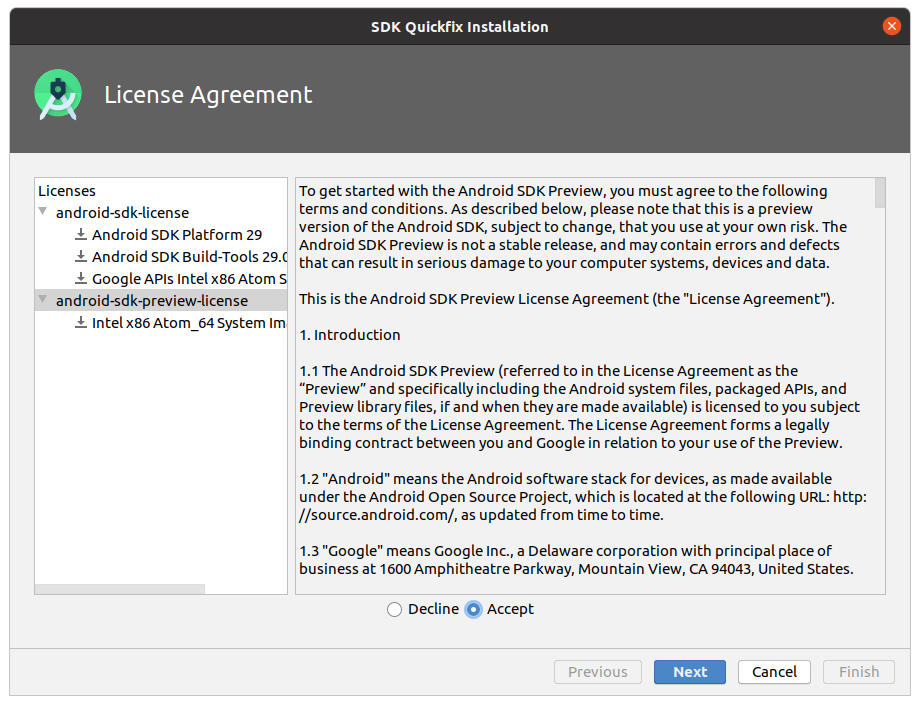 SDK Quickfix Installation
License Agreement
Licenses
android-sdk-license
Android SDK Platform 29
Android SDK Build-Tools 29.0
Google APIs Intel x86 Atom S
android-sdk-preview-license
Intel x86 Atom_64 System Im
To get started with the Android SDK Preview, you must agree to the following
terms and conditions. As described below, please note that this is a preview
version of the Android SDK, subject to change, that you use at your own risk. The
Android SDK Preview is not a stable release, and may contain errors and defects
that can result in serious damage to your computer systems, devices and data.
This is the Android SDK Preview License Agreement (the "License Agreement").
1. Introduction
1.1 The Android SDK Preview (referred to in the License Agreement as the
“Preview” and specifically including the Android system files, packaged APIs, and
Preview library files, if and when they are made available) is licensed to you subject
to the terms of the License Agreement. The License Agreement forms a legally
binding contract between you and Google in relation to your use of the Preview.
1.2 "Android" means the Android software stack for devices, as made available
under the Android Open Source Project, which is located at the following URL: http:
//source.android.com/, as updated from time to time.
1.3 "Google" means Google Inc., a Delaware corporation with principal place of
business at 1600 Amphitheatre Parkway, Mountain View, CA 94043, United States.
Decline Accept
Previous Next Cancel Finish